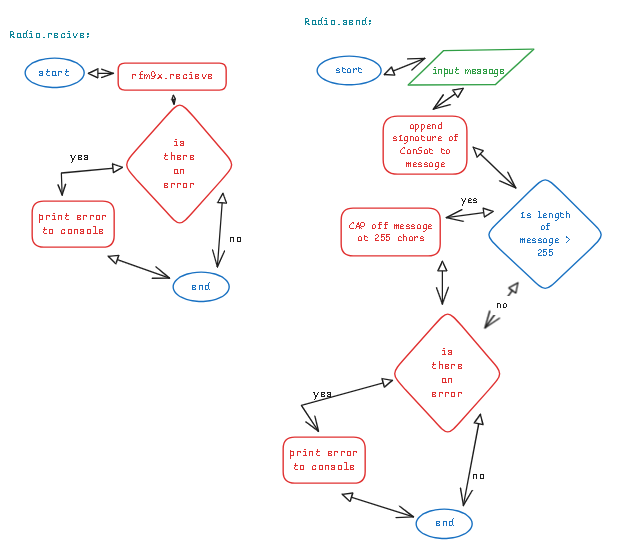 Radio.recive:
start
rfm9x.recieve
is
there
an
error
yes
print error
to console
no
end
Radio.send:
start
input message
append
signature of
ConSat to
message
is length
of
message >
255
yes
CAP off message
at 255 chars
no
is
there
an
error
yes
print error
to console
no
end